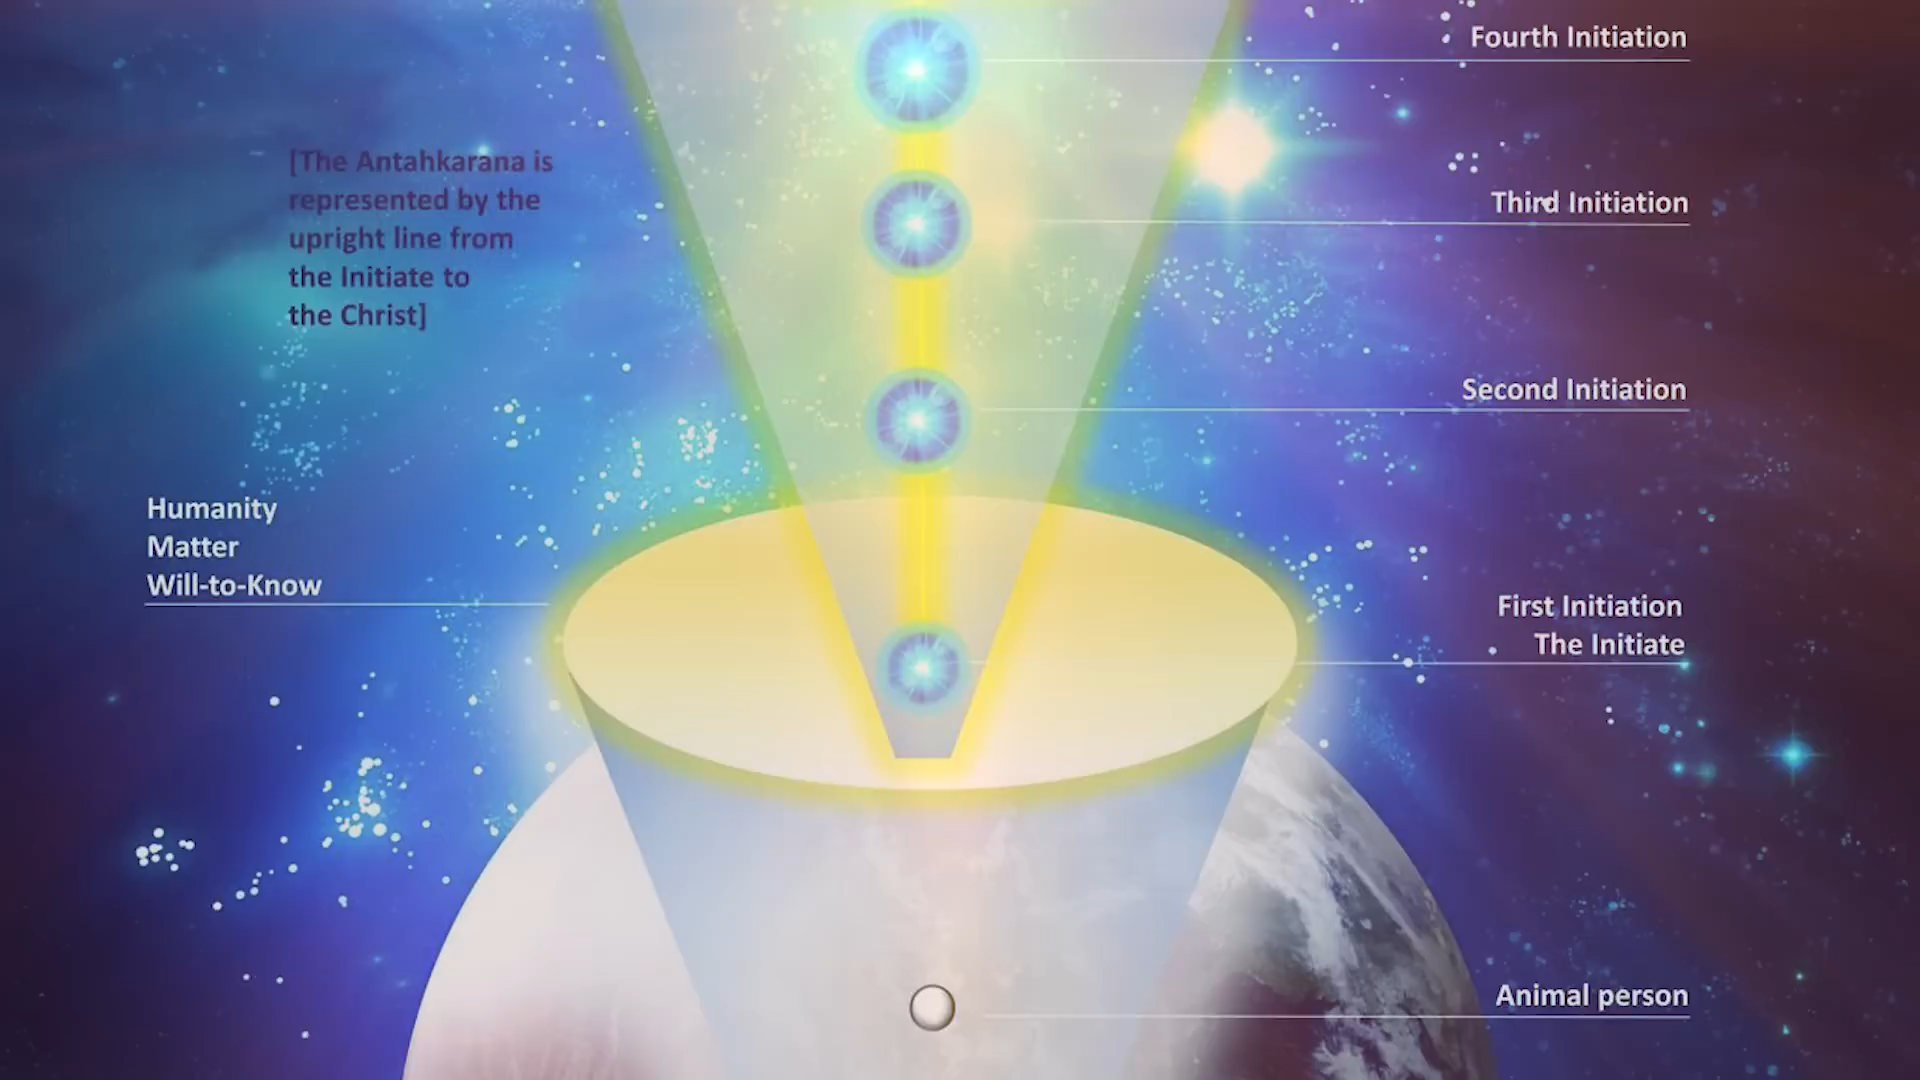 Fourth Initiation
[The Antahkarana is
represented by the
upright line from
the Initiate to
the Christ]
Third Initiation
Second Initiation
Humanity
Matter
Will-to-Know
First Initiation
The Initiate
Animal person